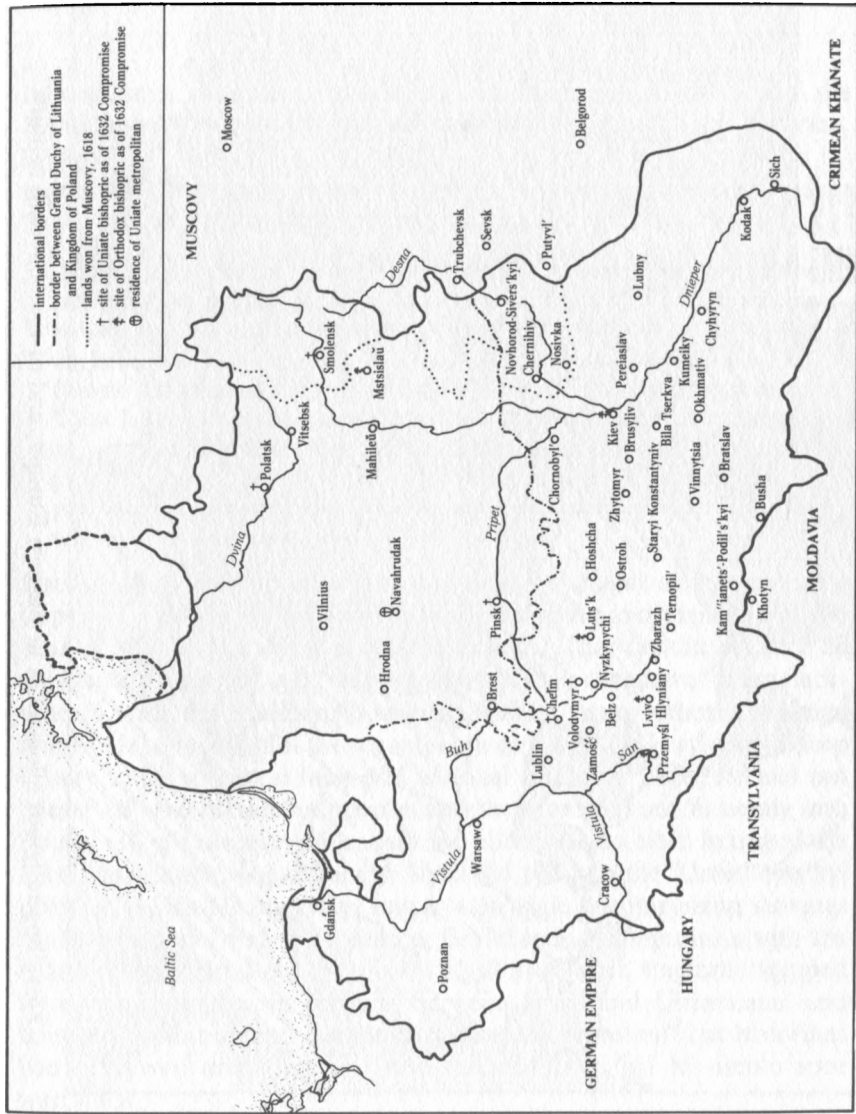 international borders
border between Grand Duchy of Lithuania
and Kingdom of Poland
lands won from Muscovy, 1618
site of Uniate bishopric as of 1632 Compromise
site of Orthodox bishopric as of 1632 Compromise
residence of Uniate metropolitan
Baltic Sea
MUSCOVY
Moscow
Dvina
Polatsk
Vitsebsk
Smolensk
Mstsislaŭ
Mahileŭ
Desna
Trubchevsk
Sevsk
Belgorod
Vilnius
Navahrudak
Hrodna
Gdańsk
Poznan
Vistula
Warsaw
Buh
Brest
Pinsk
Pripet
Novhorod-Sivers'kyi
Chernihiv
Nosivka
Putyvl'
Chornobyl'
Lublin
Chełm
Volodymyr
Luts'k
Hoshcha
Ostroh
Zamość
Belz
Tyzkynychi
Zhytomyr
Brusyliv
Kiev
Pereiaslav
Lubny
Dnieper
GERMAN EMPIRE
Cracow
Vistula
San
Przemyśl
Lviv
Hlyniany
Zbarazh
Ternopil'
Staryi Konstantyniv
Bila Tserkva
Kumeiky
Okhmativ
Chyhyryn
Kodak
Sich
Vinnytsia
Bratslav
Kam"ianets'-Podil's'kyi
Khotyn
Busha
HUNGARY
TRANSYLVANIA
MOLDAVIA
CRIMEAN KHANATE